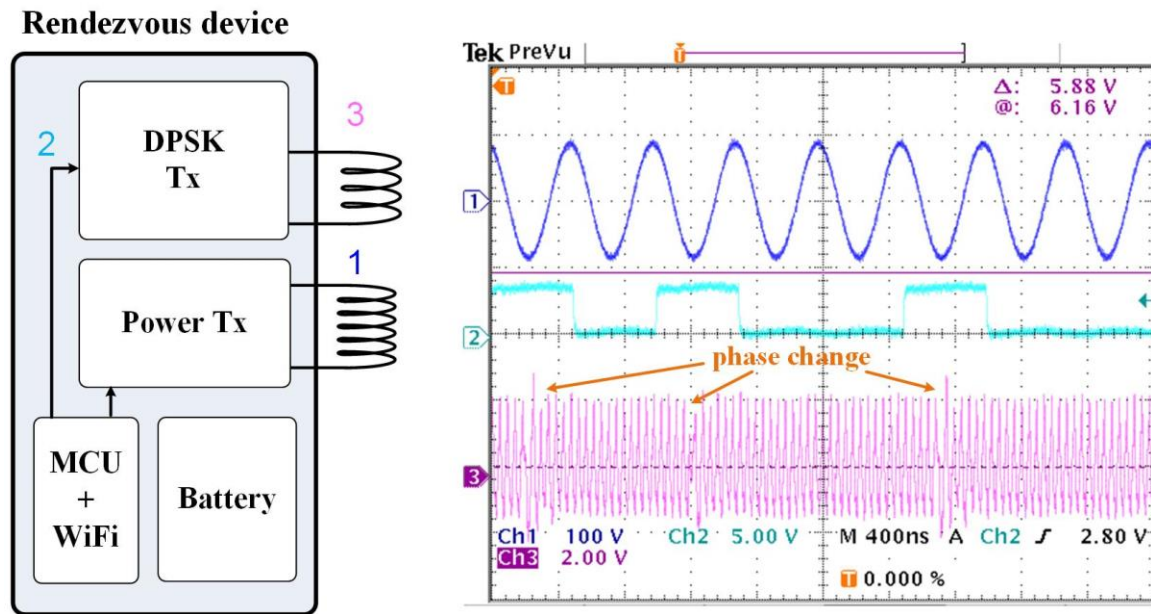 Rendezvous device
2
DPSK
Tx
3
Power Tx
1
MCU
+
WiFi
Battery
Tek PreVu
T
T
Δ: 5.88 V
@: 6.16 V
1
2
phase change
3
Ch1 100 V Ch2 5.00 V M 400ns A Ch2 ∫ 2.80 V
Ch3 2.00 V
T 0.000 %